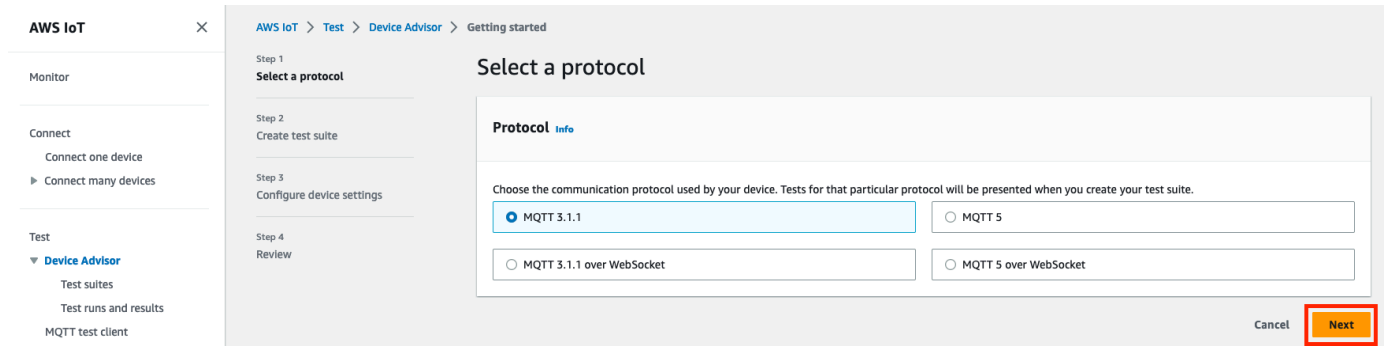 AWS IoT
Monitor
Connect
Connect one device
Connect many devices
Test
Device Advisor
Test suites
Test runs and results
MQTT test client
AWS IoT > Test > Device Advisor > Getting started
Step 1
Select a protocol
Step 2
Create test suite
Step 3
Configure device settings
Step 4
Review
Select a protocol
Protocol Info
Choose the communication protocol used by your device. Tests for that particular protocol will be presented when you create your test suite.
MQTT 3.1.1
MQTT 5
MQTT 3.1.1 over WebSocket
MQTT 5 over WebSocket
Cancel
Next